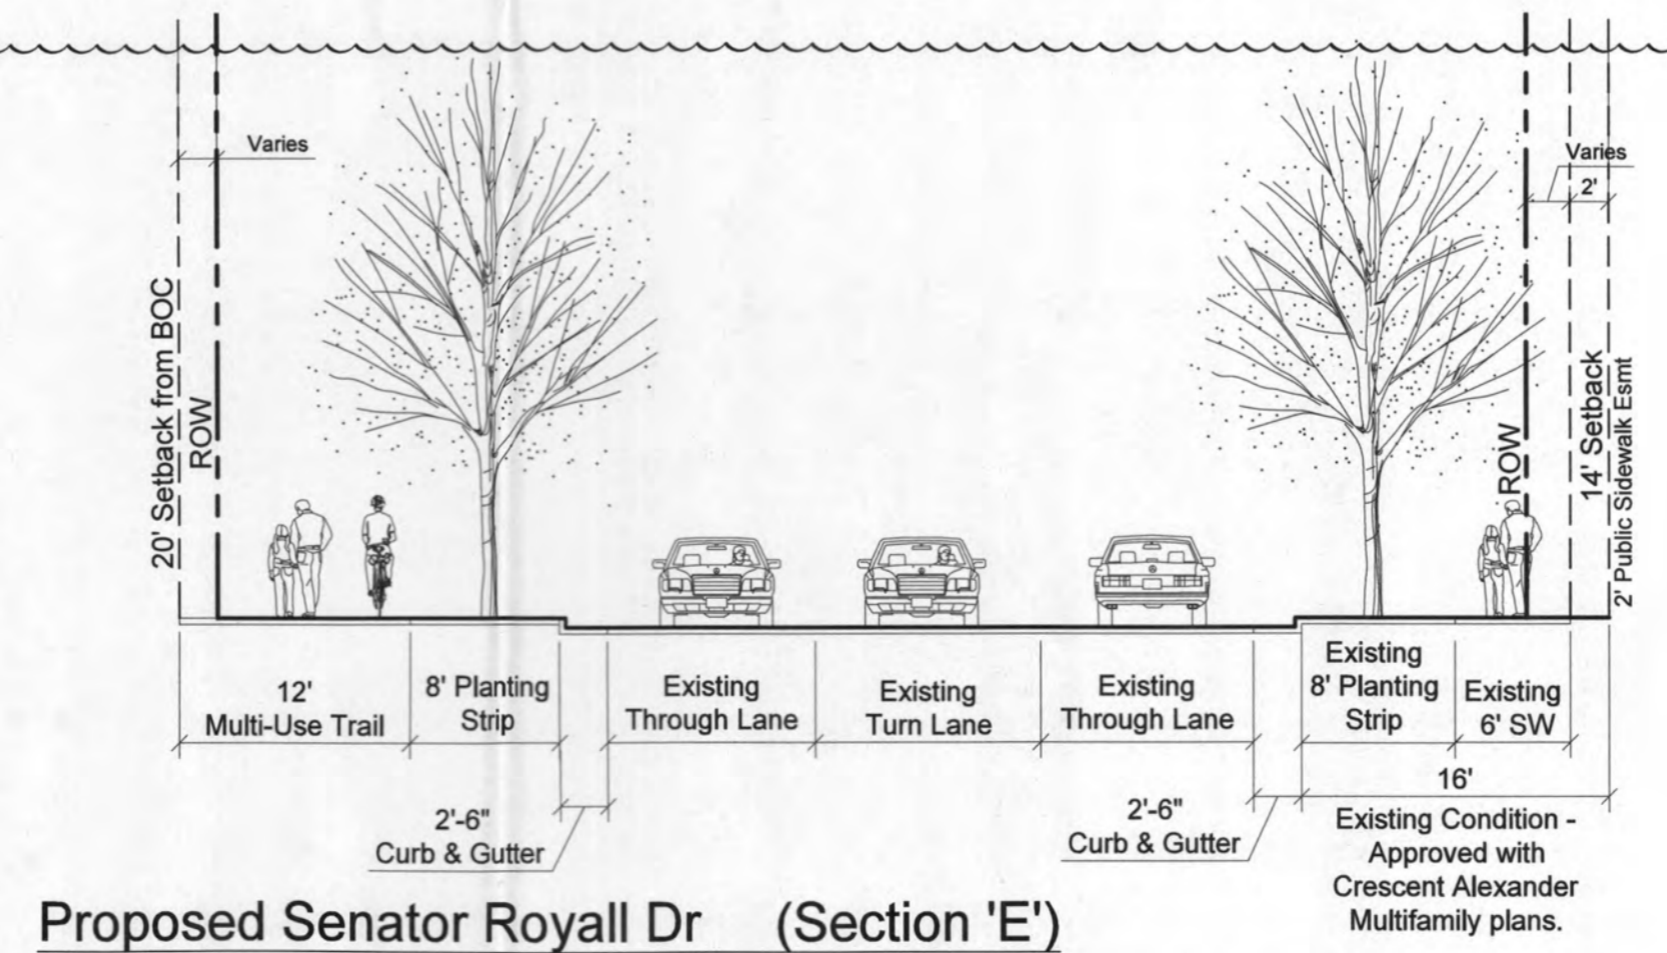 Varies
Varies
2'
20' Setback from BOC
ROW
ROW
14' Setback
2' Public Sidewalk Esmt
12'
Multi-Use Trail
8' Planting
Strip
Existing
Through Lane
Existing
Turn Lane
Existing
Through Lane
Existing
8' Planting
Strip
Existing
6' SW
2'-6"
Curb & Gutter
2'-6"
Curb & Gutter
16'
Existing Condition -
Approved with
Crescent Alexander
Multifamily plans.
Proposed Senator Royall Dr (Section 'E')